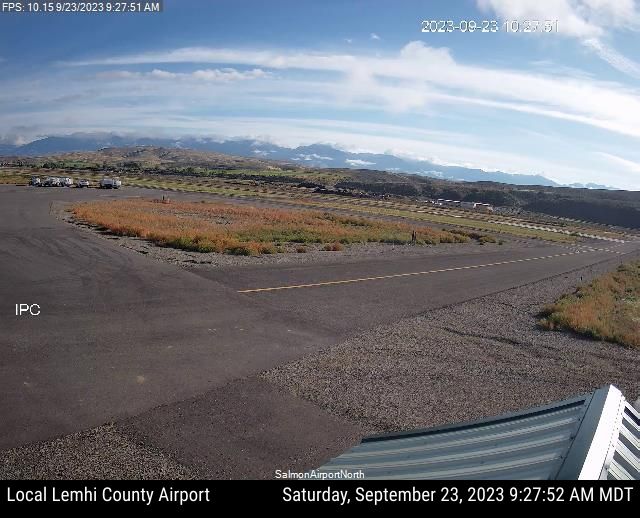 FPS: 10.15 9/23/2023 9:27:51 AM
2023-09-23 10:27:51
IPC
SalmonAirportNorth
Local Lemhi County Airport Saturday, September 23, 2023 9:27:52 AM MDT